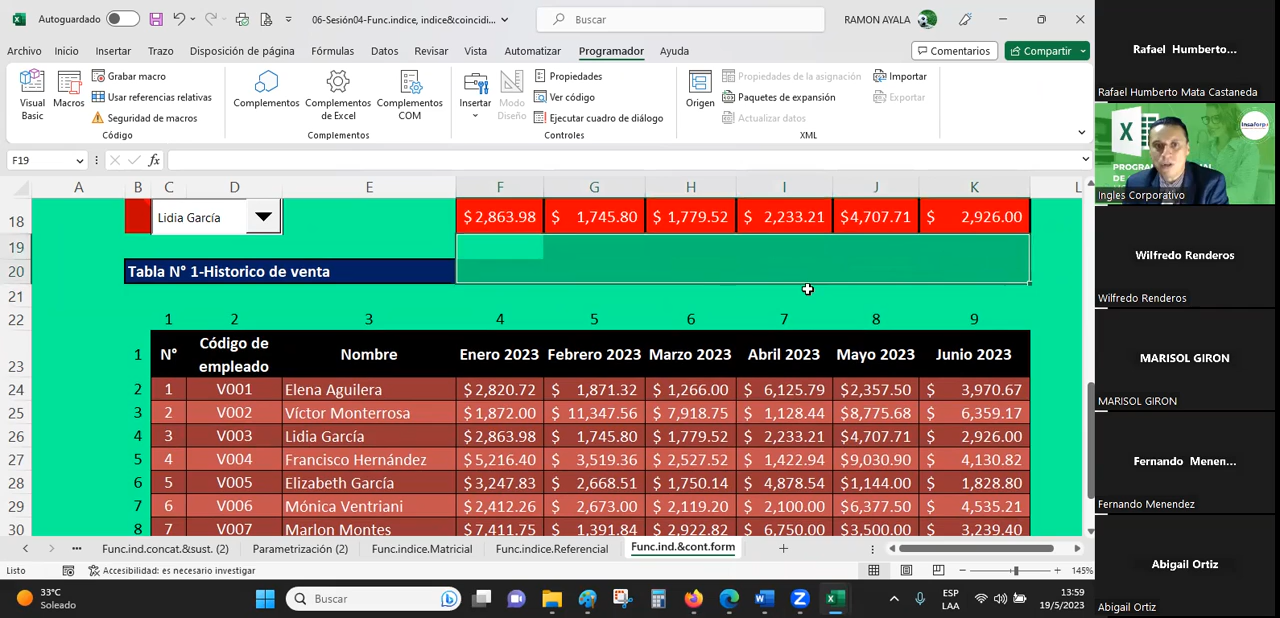 Autoguardado
06-Sesión04-Func.indice, indice&coincidi...
Buscar
RAMON AYALA
Archivo Inicio Insertar Trazo Disposición de página Fórmulas Datos Revisar Vista Automatizar Programador Ayuda
Comentarios Compartir
Visual Basic
Macros
Grabar macro
Usar referencias relativas
Seguridad de macros
Código
Complementos
Complementos de Excel
Complementos COM
Complementos
Insertar
Modo Diseño
Propiedades
Ver código
Ejecutar cuadro de diálogo
Controles
Origen
Propiedades de la asignación
Paquetes de expansión
Actualizar datos
Importar
Exportar
XML
F19
fx
A B C D E F G H I J K L
18 Lidia García $ 2,863.98 $ 1,745.80 $ 1,779.52 $ 2,233.21 $4,707.71 $ 2,926.00
19
20 Tabla N° 1-Historico de venta
21
22 1 2 3 4 5 6 7 8 9
23 1 N° Código de empleado Nombre Enero 2023 Febrero 2023 Marzo 2023 Abril 2023 Mayo 2023 Junio 2023
24 2 1 V001 Elena Aguilera $ 2,820.72 $ 1,871.32 $ 1,266.00 $ 6,125.79 $2,357.50 $ 3,970.67
25 3 2 V002 Víctor Monterrosa $ 1,872.00 $ 11,347.56 $ 7,918.75 $ 1,128.44 $8,775.68 $ 6,359.17
26 4 3 V003 Lidia García $ 2,863.98 $ 1,745.80 $ 1,779.52 $ 2,233.21 $4,707.71 $ 2,926.00
27 5 4 V004 Francisco Hernández $ 5,216.40 $ 3,519.36 $ 2,527.52 $ 1,422.94 $9,030.90 $ 4,130.82
28 6 5 V005 Elizabeth García $ 3,247.83 $ 2,668.51 $ 1,750.14 $ 4,878.54 $1,144.00 $ 1,828.80
29 7 6 V006 Mónica Ventriani $ 2,412.26 $ 2,673.00 $ 2,119.20 $ 2,100.00 $6,377.50 $ 4,535.21
30 8 7 V007 Marlon Montes $ 7,411.75 $ 1,391.84 $ 2,922.82 $ 6,750.00 $3,500.00 $ 3,239.40
... Func.ind.concat.&sust. (2) Parametrización (2) Func.indice.Matricial Func.indice.Referencial Func.ind.&cont.form
Listo
Accesibilidad: es necesario investigar
145%
33°C
Soleado
Buscar
ESP
LAA
13:59
19/5/2023
Rafael Humberto...
Rafael Humberto Mata Castaneda
Insaforp
Ingles Corporativo
Wilfredo Renderos
Wilfredo Renderos
MARISOL GIRON
MARISOL GIRON
Fernando Menen...
Fernando Menendez
Abigail Ortiz
Abigail Ortiz